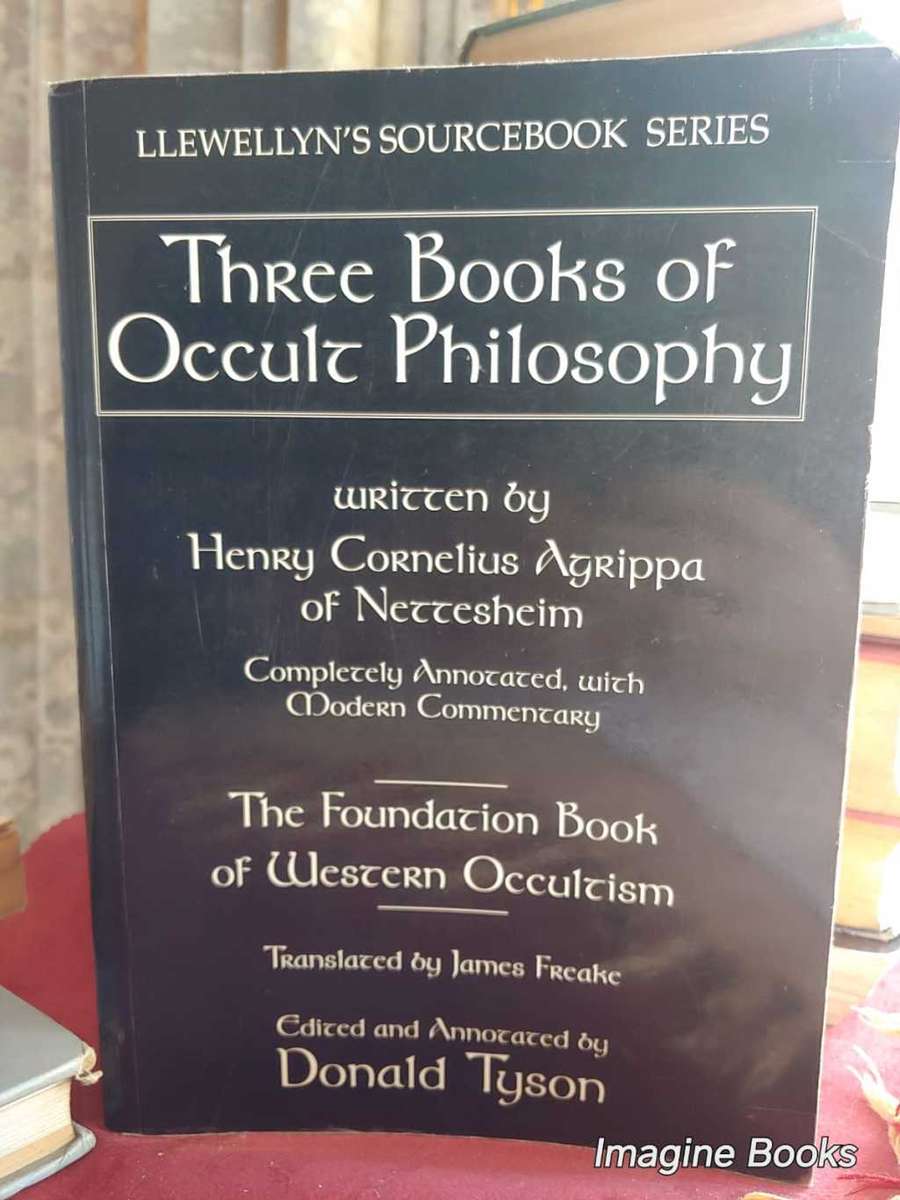 LLEWELLYN'S SOURCEBOOK SERIES
Three Books of
Occult Philosophy
written by
Henry Cornelius Agrippa
of Nettesheim
Completely Annotated, with
Modern Commentary
The Foundation Book
of Western Occultism
Translated by James Freake
Edited and Annotated by
Donald Tyson
Imagine Books